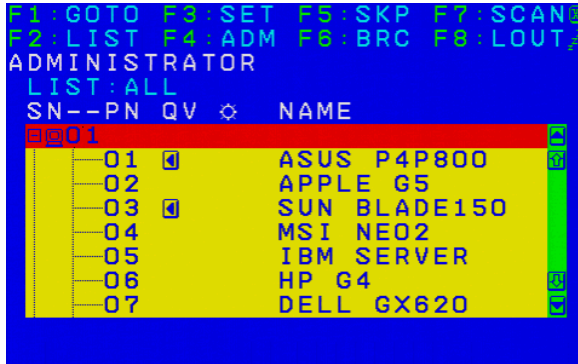 F1:GOTO F3:SET F5:SKP F7:SCAN
F2:LIST F4:ADM F6:BRC F8:LOUT
ADMINISTRATOR
LIST:ALL
SN--PN QV NAME
01
01 ASUS P4P800
02 APPLE G5
03 SUN BLADE150
04 MSI NEO2
05 IBM SERVER
06 HP G4
07 DELL GX620